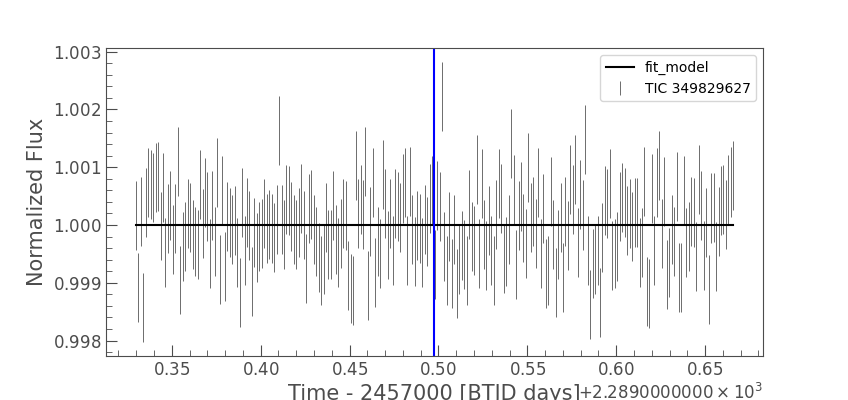 1.003
1.002
1.001
1.000
0.999
0.998
Normalized Flux
fit_model
TIC 349829627
0.35 0.40 0.45 0.50 0.55 0.60 0.65
Time - 2457000 [BTJD days]
+2.2890000000 × 10³